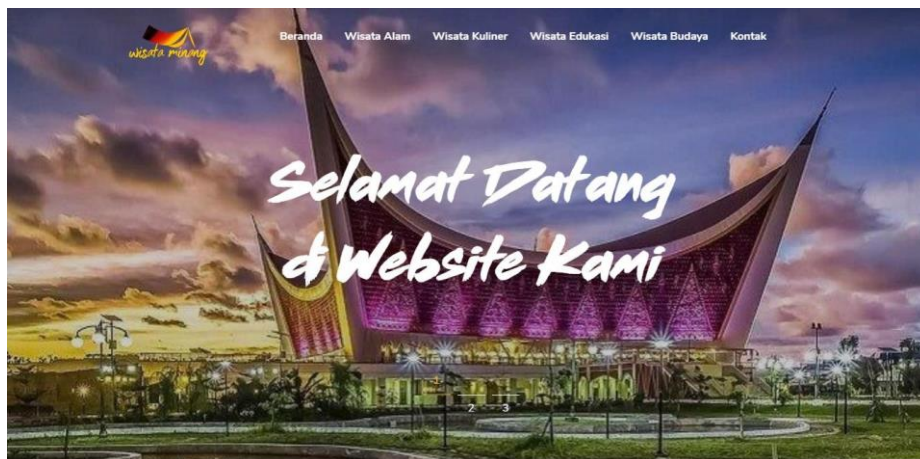 wisata minang
Beranda Wisata Alam Wisata Kuliner Wisata Edukasi Wisata Budaya Kontak
Selamat Datang
di Website Kami
2 3